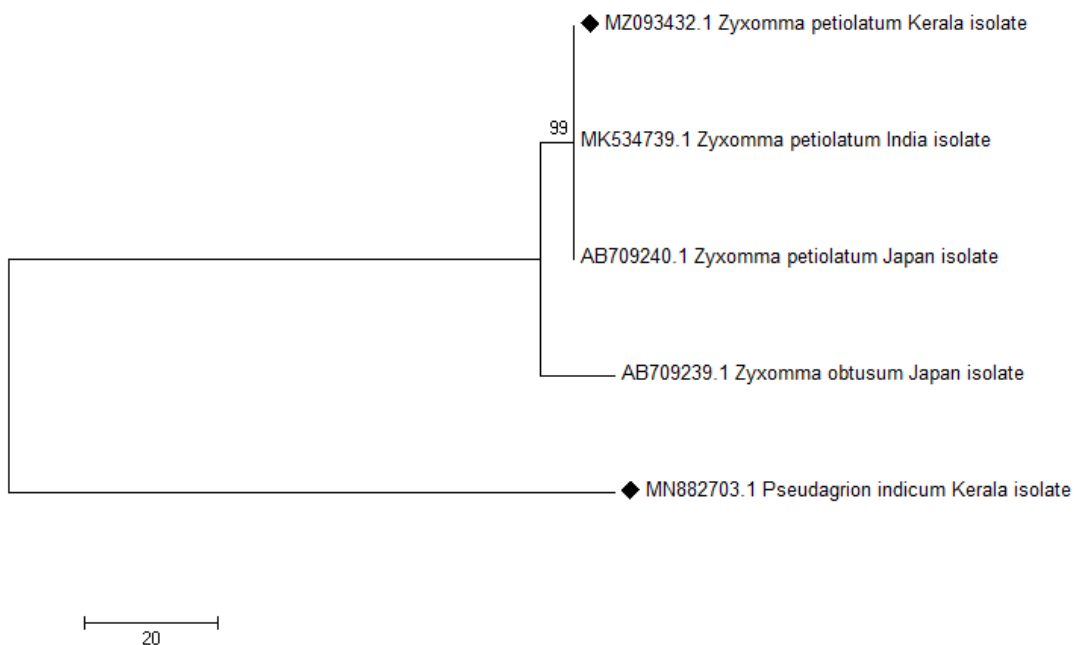 MZ093432.1 Zyxomma petiolatum Kerala isolate
99
MK534739.1 Zyxomma petiolatum India isolate
AB709240.1 Zyxomma petiolatum Japan isolate
AB709239.1 Zyxomma obtusum Japan isolate
MN882703.1 Pseudagrion indicum Kerala isolate
20